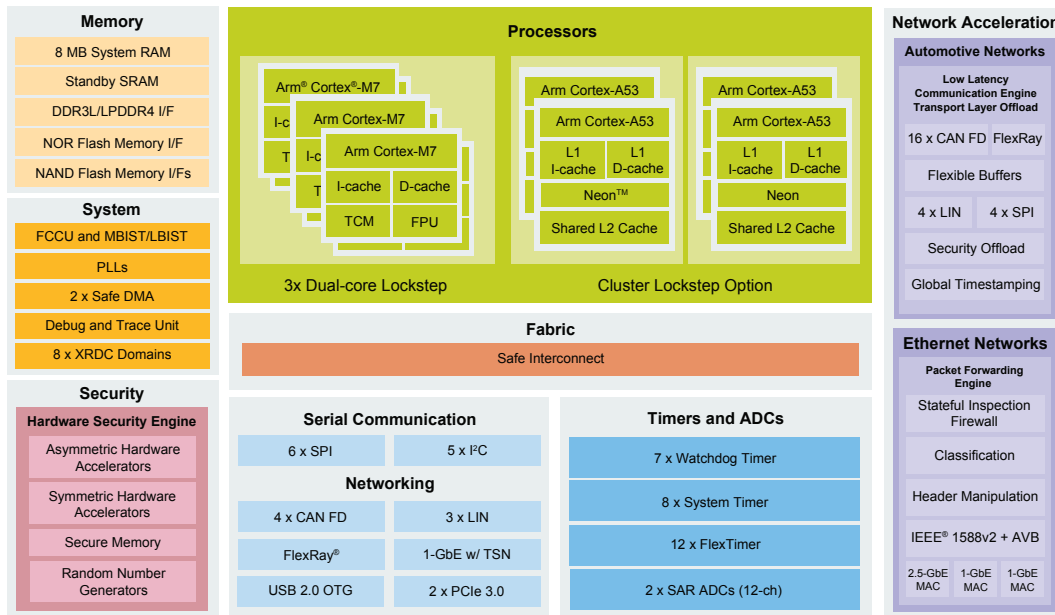 Memory
8 MB System RAM
Standby SRAM
DDR3L/LPDDR4 I/F
NOR Flash Memory I/F
NAND Flash Memory I/Fs
System
FCCU and MBIST/LBIST
PLLs
2 x Safe DMA
Debug and Trace Unit
8 x XRDC Domains
Security
Hardware Security Engine
Asymmetric Hardware
Accelerators
Symmetric Hardware
Accelerators
Secure Memory
Random Number
Generators
Processors
Arm® Cortex®-M7
I-c
T
Arm Cortex-M7
I-c
T
Arm Cortex-M7
I-cache
D-cache
TCM
FPU
3x Dual-core Lockstep
Arm Cortex-A53
Arm Cortex-A53
L1
I-cache
L1
D-cache
Neon™
Shared L2 Cache
Arm Cortex-A53
Arm Cortex-A53
L1
I-cache
L1
D-cache
Neon
Shared L2 Cache
Cluster Lockstep Option
Fabric
Safe Interconnect
Serial Communication
6 x SPI
5 x I²C
Networking
4 x CAN FD
3 x LIN
FlexRay®
1-GbE w/ TSN
USB 2.0 OTG
2 x PCIe 3.0
Timers and ADCs
7 x Watchdog Timer
8 x System Timer
12 x FlexTimer
2 x SAR ADCs (12-ch)
Network Acceleration
Automotive Networks
Low Latency
Communication Engine
Transport Layer Offload
16 x CAN FD
FlexRay
Flexible Buffers
4 x LIN
4 x SPI
Security Offload
Global Timestamping
Ethernet Networks
Packet Forwarding
Engine
Stateful Inspection
Firewall
Classification
Header Manipulation
IEEE® 1588v2 + AVB
2.5-GbE
MAC
1-GbE
MAC
1-GbE
MAC